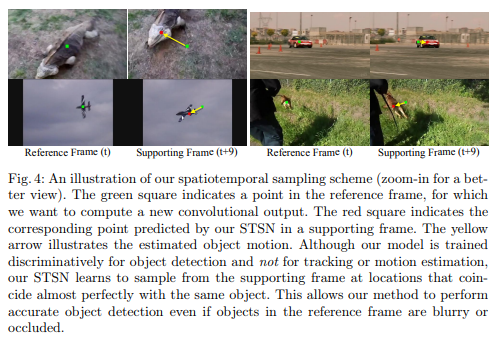 Reference Frame (t) Supporting Frame (t+9) Reference Frame (t) Supporting Frame (t+9)
Fig. 4: An illustration of our spatiotemporal sampling scheme (zoom-in for a bet-
ter view). The green square indicates a point in the reference frame, for which
we want to compute a new convolutional output. The red square indicates the
corresponding point predicted by our STSN in a supporting frame. The yellow
arrow illustrates the estimated object motion. Although our model is trained
discriminatively for object detection and not for tracking or motion estimation,
our STSN learns to sample from the supporting frame at locations that coin-
cide almost perfectly with the same object. This allows our method to perform
accurate object detection even if objects in the reference frame are blurry or
occluded.